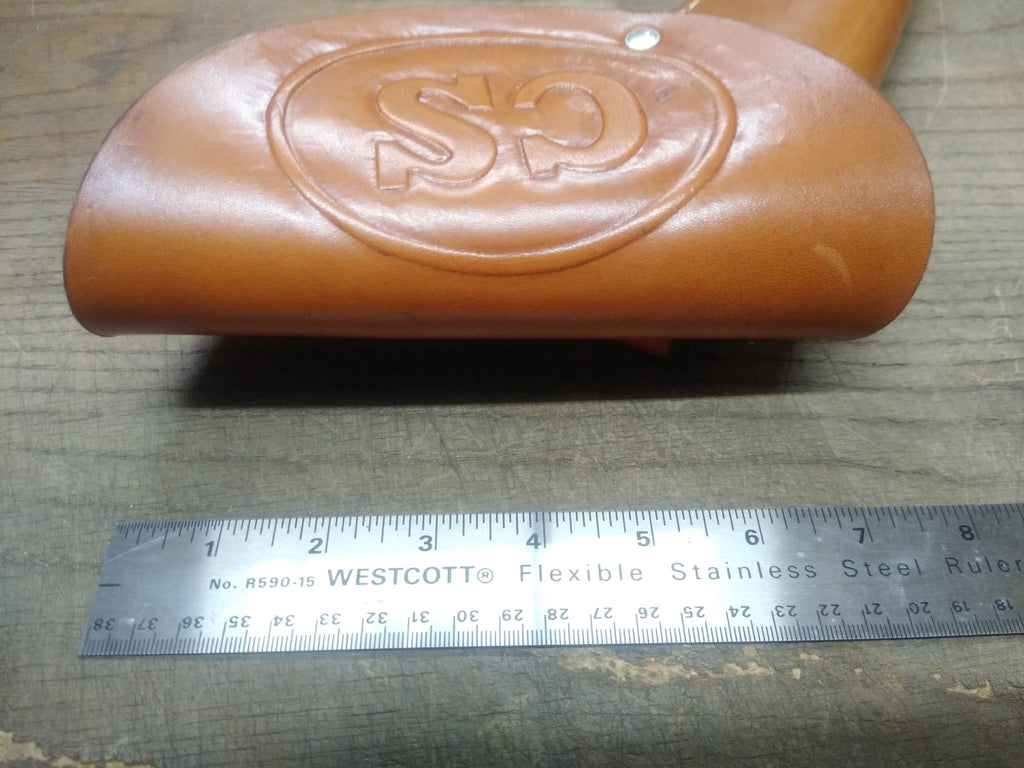 GS
1 2 3 4 5 6 7 8
No. R590-15 WESTCOTT® Flexible Stainless Steel Ruler
38 37 36 35 34 33 32 31 30 29 28 27 26 25 24 23 22 21 20 19 18